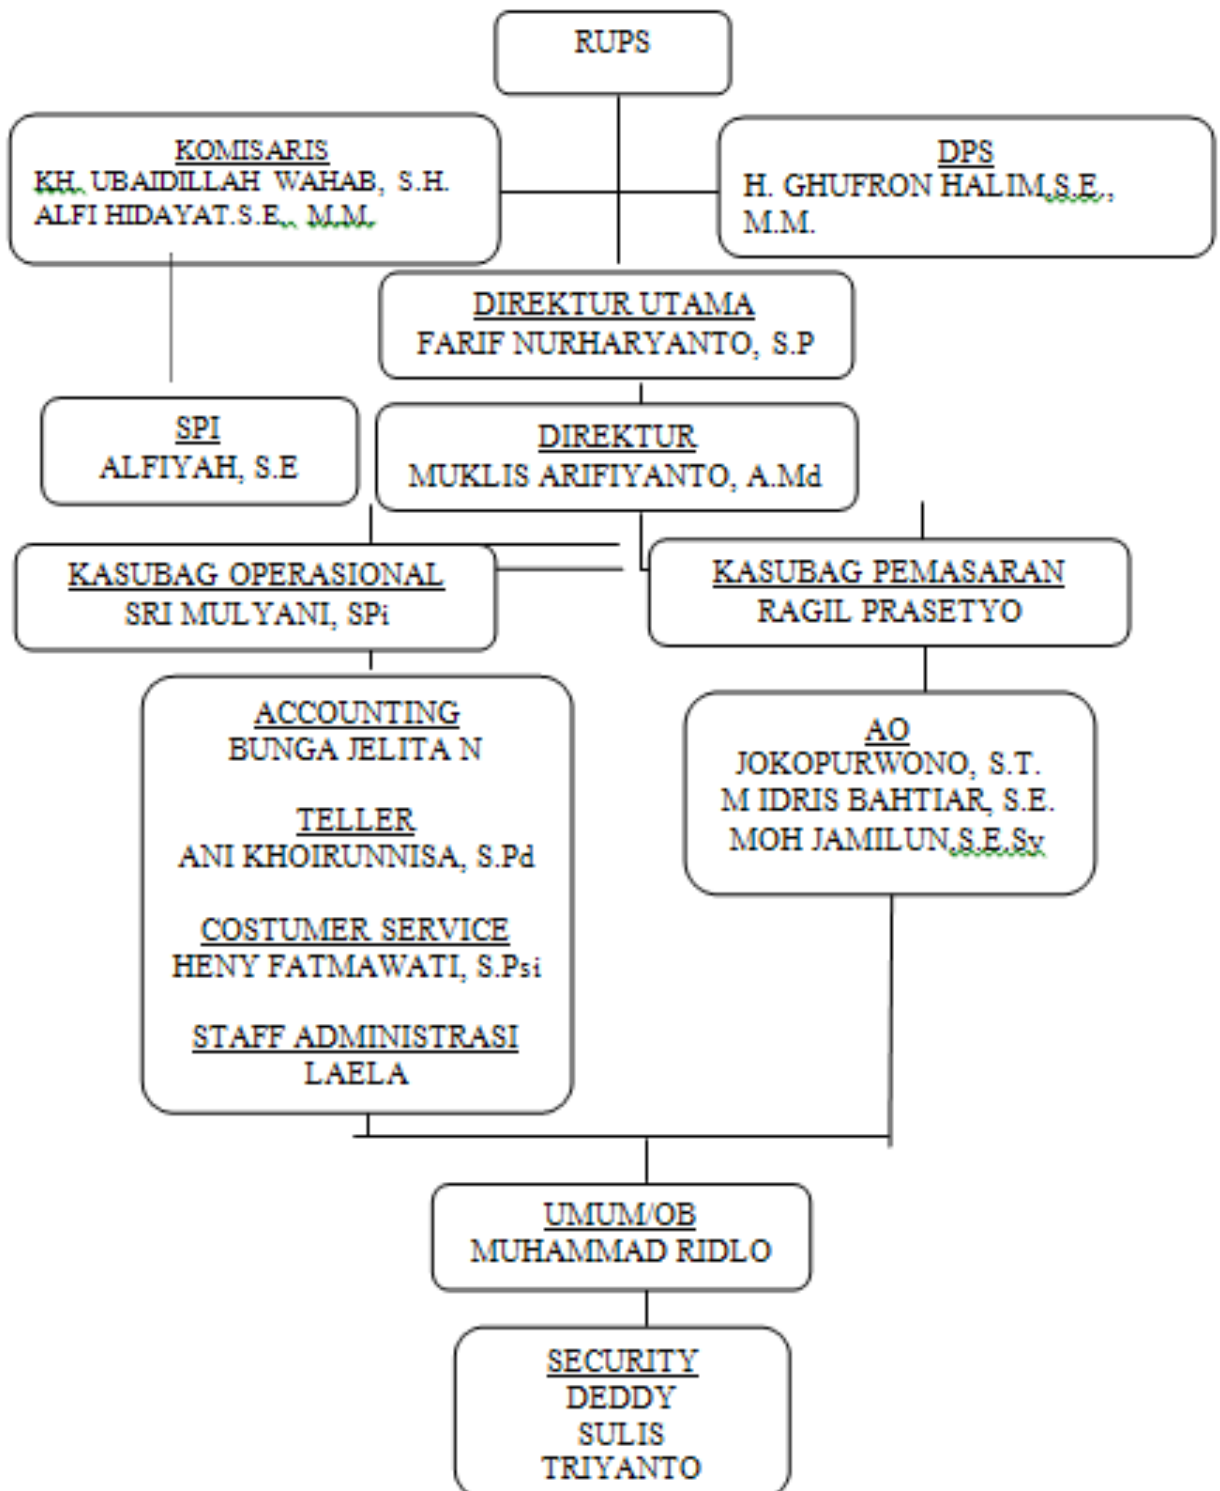 RUPS
KOMISARIS
KH. UBAIDILLAH WAHAB, S.H.
ALFI HIDAYAT.S.E., M.M.
DPS
H. GHUFRON HALIM,S.E.,
M.M.
DIREKTUR UTAMA
FARIF NURHARYANTO, S.P
SPI
ALFIYAH, S.E
DIREKTUR
MUKLIS ARIFIYANTO, A.Md
KASUBAG OPERASIONAL
SRI MULYANI, SPi
KASUBAG PEMASARAN
RAGIL PRASETYO
ACCOUNTING
BUNGA JELITA N
TELLER
ANI KHOIRUNNISA, S.Pd
COSTUMER SERVICE
HENY FATMAWATI, S.Psi
STAFF ADMINISTRASI
LAELA
AO
JOKOPURWONO, S.T.
M IDRIS BAHTIAR, S.E.
MOH JAMILUN,S.E.Sy
UMUM/OB
MUHAMMAD RIDLO
SECURITY
DEDDY
SULIS
TRIYANTO